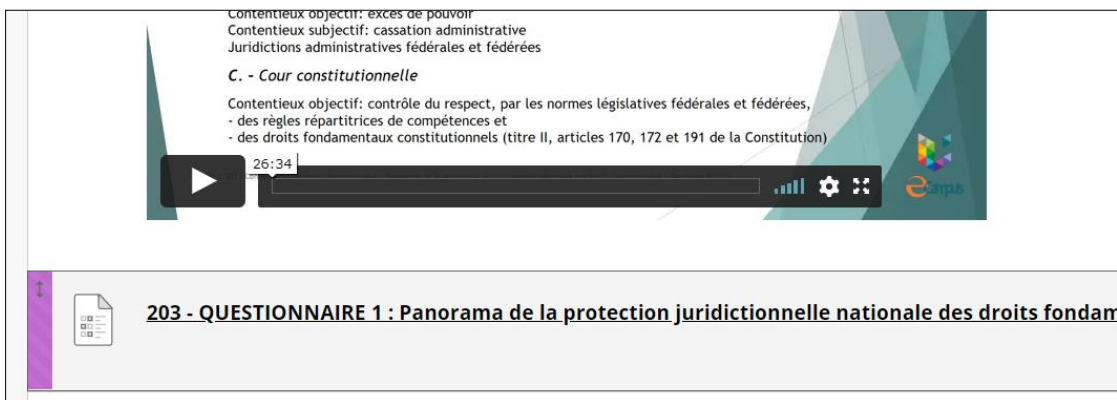 Contentieux objectif: excès de pouvoir
Contentieux subjectif: cassation administrative
Juridictions administratives fédérales et fédérées
C. - Cour constitutionnelle
Contentieux objectif: contrôle du respect, par les normes législatives fédérales et fédérées,
- des règles répartitrices de compétences et
- des droits fondamentaux constitutionnels (titre II, articles 170, 172 et 191 de la Constitution)
26:34
eCampus
203 - QUESTIONNAIRE 1 : Panorama de la protection juridictionnelle nationale des droits fondam